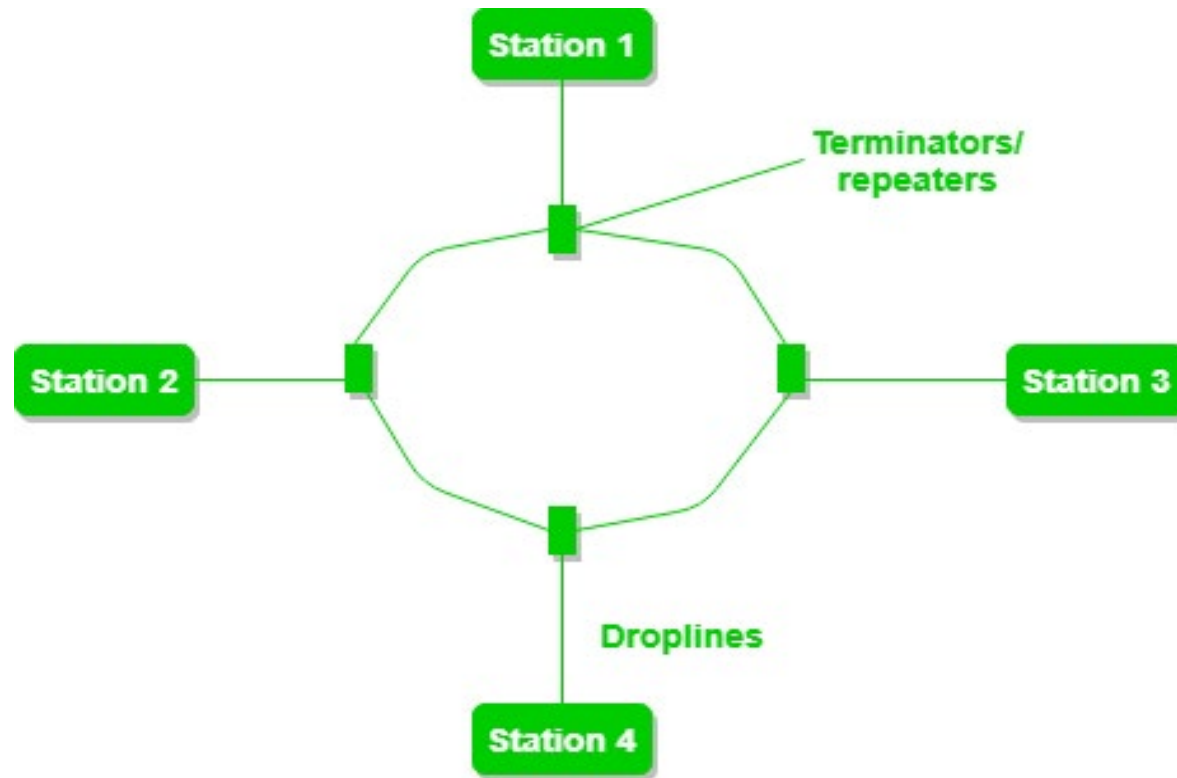 Station 1
Terminators/
repeaters
Station 2
Station 3
Droplines
Station 4